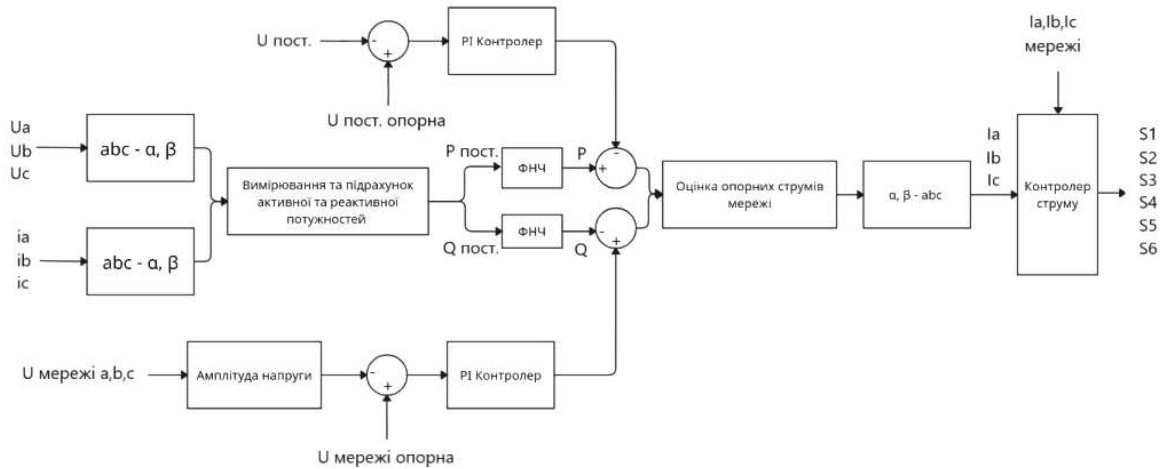 U пост.
-
+
PI Контролер
U пост. опорна
Ia,Ib,Ic
мережі
Ua
Ub
Uc
abc - α, β
ia
ib
ic
abc - α, β
Вимірювання та підрахунок
активної та реактивної
потужностей
P пост.
ФНЧ
P
-
+
Q пост.
ФНЧ
Q
-
+
Оцінка опорних струмів
мережі
α, β - abc
Ia
Ib
Ic
Контролер
струму
S1
S2
S3
S4
S5
S6
U мережі a,b,c
Амплітуда напруги
-
+
PI Контролер
U мережі опорна